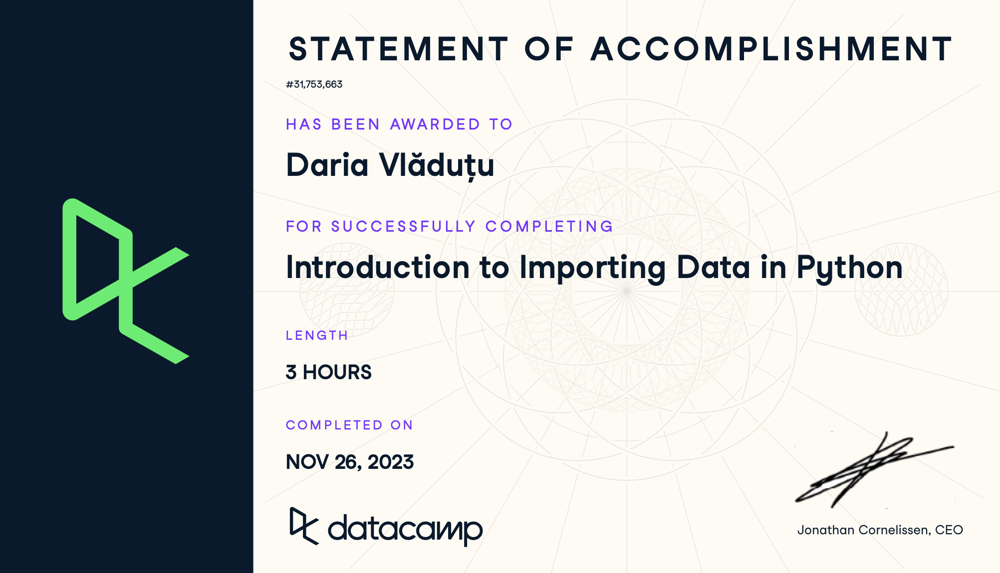 STATEMENT OF ACCOMPLISHMENT
#31,753,663
HAS BEEN AWARDED TO
Daria Vlăduțu
FOR SUCCESSFULLY COMPLETING
Introduction to Importing Data in Python
LENGTH
3 HOURS
COMPLETED ON
NOV 26, 2023
datacamp
Jonathan Cornelissen, CEO